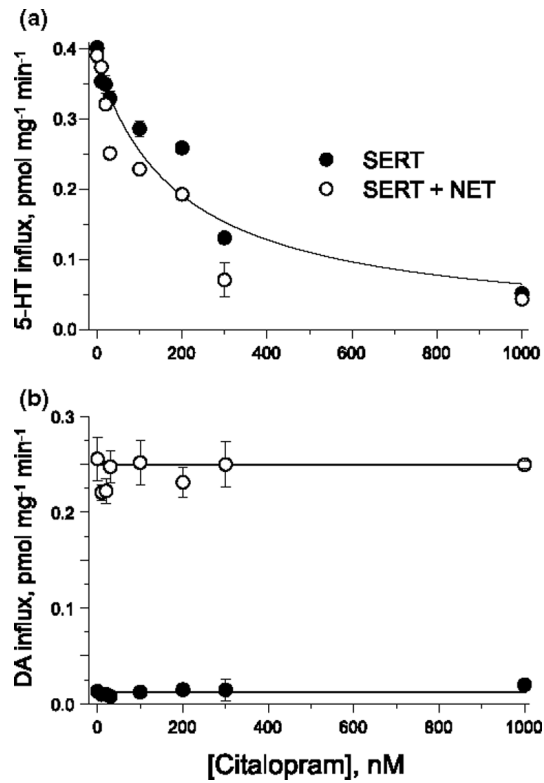 (a)
5-HT influx, pmol mg⁻¹ min⁻¹
0.4
0.3
0.2
0.1
0.0
SERT
SERT + NET
0 200 400 600 800 1000
(b)
DA influx, pmol mg⁻¹ min⁻¹
0.3
0.2
0.1
0.0
0 200 400 600 800 1000
[Citalopram], nM